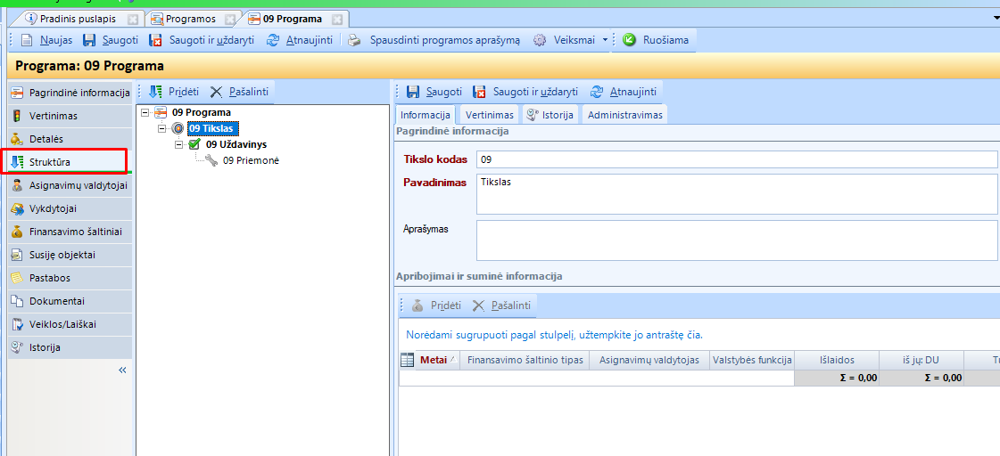 Pradinis puslapis Programos 09 Programa
Naujas Saugoti Saugoti ir uždaryti Atnaujinti Spausdinti programos aprašymą Veiksmai Ruošiama
Programa: 09 Programa
Pagrindinė informacija
Vertinimas
Detalės
Struktūra
Asignavimų valdytojai
Vykdytojai
Finansavimo šaltiniai
Susiję objektai
Pastabos
Dokumentai
Veiklos/Laiškai
Istorija
«
Pridėti Pašalinti
09 Programa
09 Tikslas
09 Uždavinys
09 Priemonė
Saugoti Saugoti ir uždaryti Atnaujinti
Informacija Vertinimas Istorija Administravimas
Pagrindinė informacija
Tikslo kodas 09
Pavadinimas Tikslas
Aprašymas
Apribojimai ir suminė informacija
Pridėti Pašalinti
Norėdami sugrupuoti pagal stulpelį, užtempkite jo antraštę čia.
Metai Finansavimo šaltinio tipas Asignavimų valdytojas Valstybės funkcija Išlaidos iš jų: DU
Σ = 0,00 Σ = 0,00